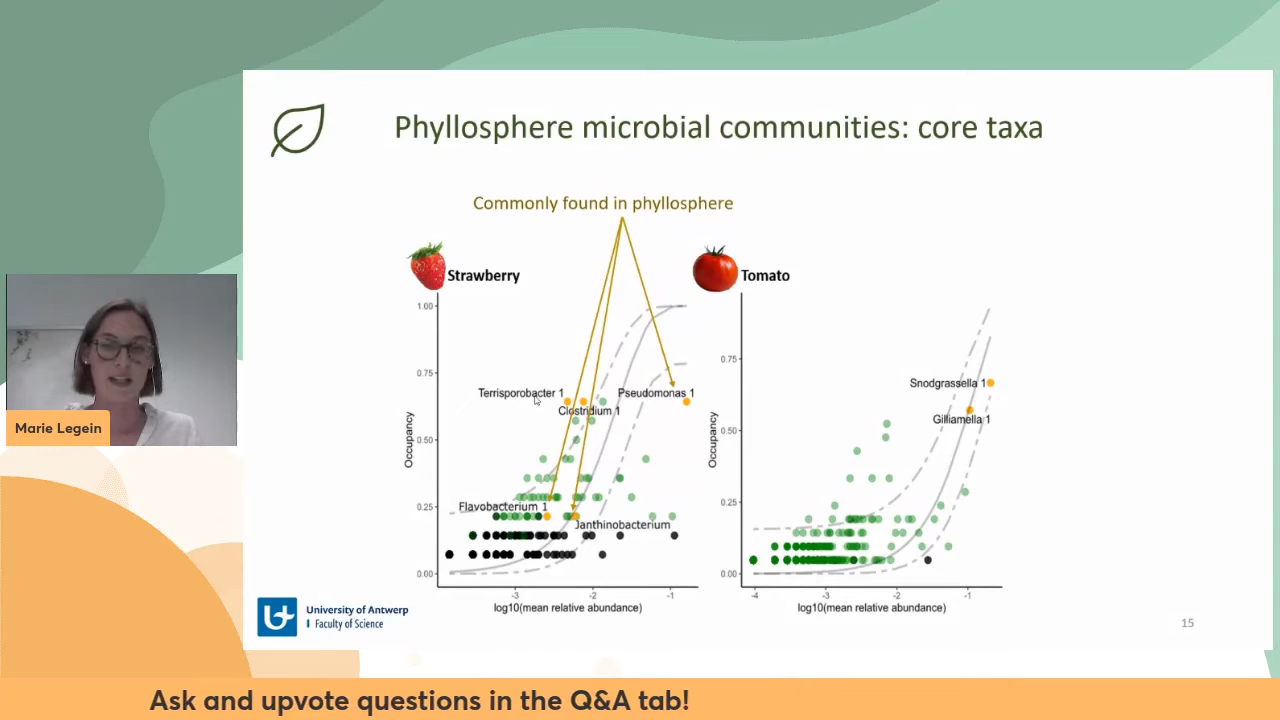 Phyllosphere microbial communities: core taxa
Commonly found in phyllosphere
Strawberry
Tomato
1.00
0.75
0.50
0.25
0.00
Occupancy
Terrisporobacter 1
Clostridium 1
Pseudomonas 1
Flavobacterium 1
Janthinobacterium
-3
-2
-1
log10(mean relative abundance)
0.75
0.50
0.25
0.00
Occupancy
Snodgrassella 1
Gilliamella 1
-4
-3
-2
-1
log10(mean relative abundance)
Marie Legein
University of Antwerp
Faculty of Science
15
Ask and upvote questions in the Q&A tab!